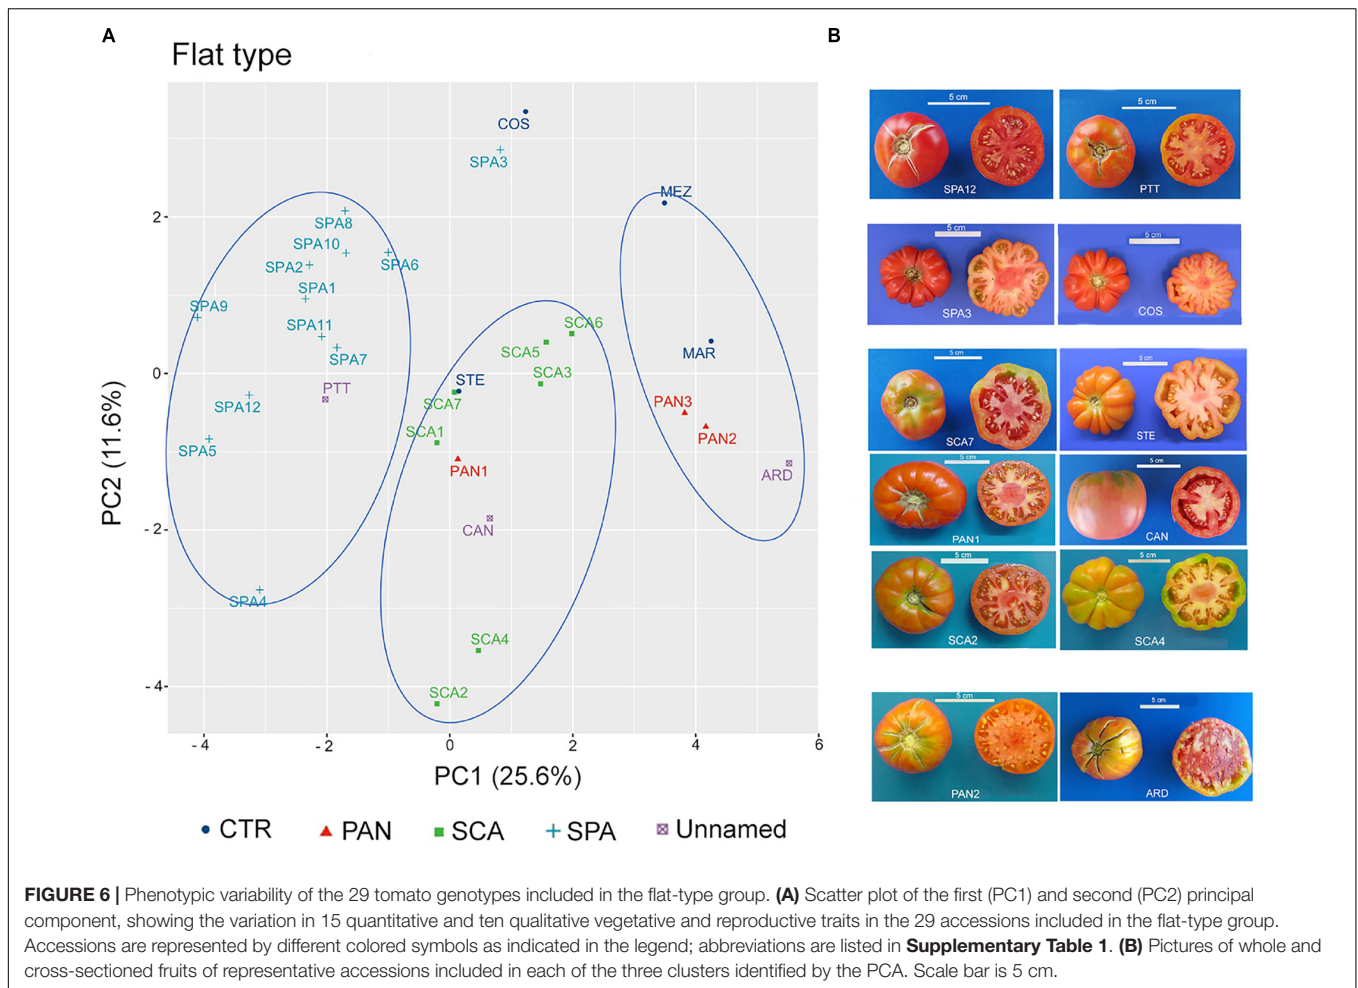 A
B
Flat type
COS
SPA3
MEZ
SPA8
SPA10
SPA2
SPA6
SPA1
SPA9
SPA11
SPA7
PTT
SPA12
SPA5
SPA4
SCA6
SCA5
SCA3
STE
SCA7
SCA1
PAN1
CAN
SCA4
SCA2
MAR
PAN3
PAN2
ARD
2
0
- 2
- 4
- 4
- 2
0
2
4
6
PC2 (11.6%)
PC1 (25.6%)
CTR PAN SCA SPA Unnamed
5 cm
SPA12
5 cm
PTT
5 cm
SPA3
5 cm
COS
5 cm
SCA7
5 cm
STE
5 cm
PAN1
5 cm
CAN
5 cm
SCA2
5 cm
SCA4
5 cm
PAN2
5 cm
ARD
FIGURE 6 | Phenotypic variability of the 29 tomato genotypes included in the flat-type group. (A) Scatter plot of the first (PC1) and second (PC2) principal
component, showing the variation in 15 quantitative and ten qualitative vegetative and reproductive traits in the 29 accessions included in the flat-type group.
Accessions are represented by different colored symbols as indicated in the legend; abbreviations are listed in Supplementary Table 1. (B) Pictures of whole and
cross-sectioned fruits of representative accessions included in each of the three clusters identified by the PCA. Scale bar is 5 cm.